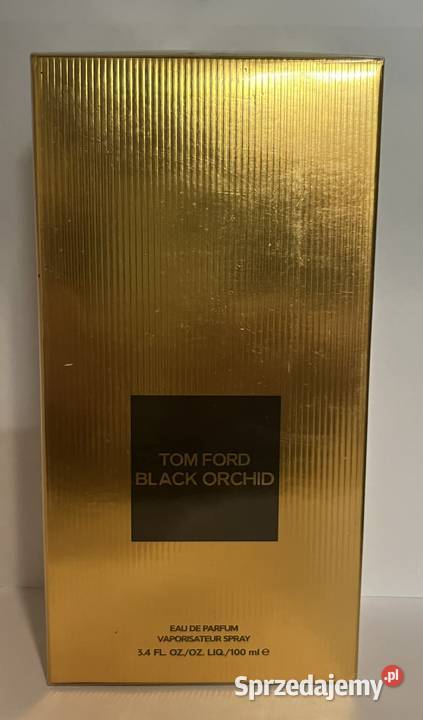 TOM FORD
BLACK ORCHID
EAU DE PARFUM
VAPORISATEUR SPRAY
3.4 FL. OZ./OZ. LIQ./100 ml ℮
Sprzedajemy.pl